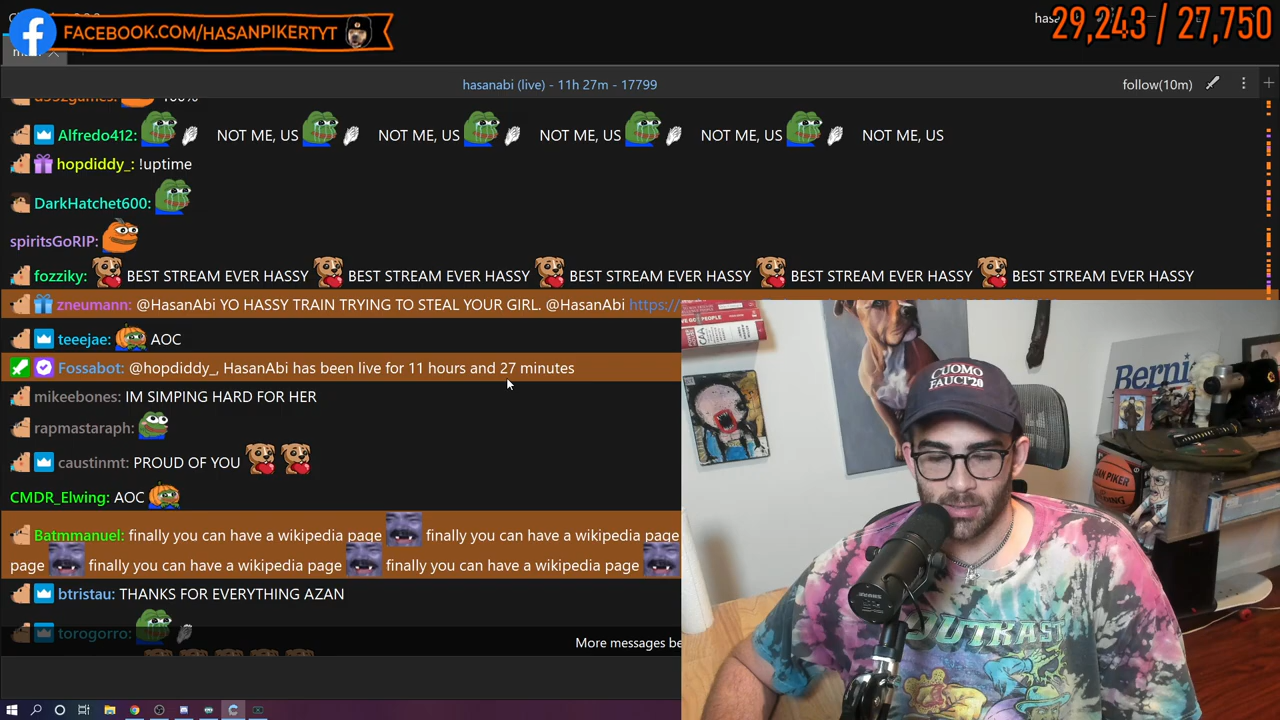 FACEBOOK.COM/HASANPIKERTYT
29,243 / 27,750
hasanabi (live) - 11h 27m - 17799
follow(10m)
Alfredo412: NOT ME, US NOT ME, US NOT ME, US NOT ME, US NOT ME, US
hopdiddy_: !uptime
DarkHatchet600:
spiritsGoRIP:
fozziky: BEST STREAM EVER HASSY BEST STREAM EVER HASSY BEST STREAM EVER HASSY BEST STREAM EVER HASSY BEST STREAM EVER HASSY
zneumann: @HasanAbi YO HASSY TRAIN TRYING TO STEAL YOUR GIRL. @HasanAbi https://
teeejae: AOC
Fossabot: @hopdiddy_, HasanAbi has been live for 11 hours and 27 minutes
mikeebones: IM SIMPING HARD FOR HER
rapmastaraph:
caustinmt: PROUD OF YOU
CMDR_Elwing: AOC
Batmmanuel: finally you can have a wikipedia page finally you can have a wikipedia page
page finally you can have a wikipedia page finally you can have a wikipedia page
btristau: THANKS FOR EVERYTHING AZAN
torogorro:
More messages be
CUOMO
FAUCI'20
Bernie
HASAN PIKER
OUTKAST